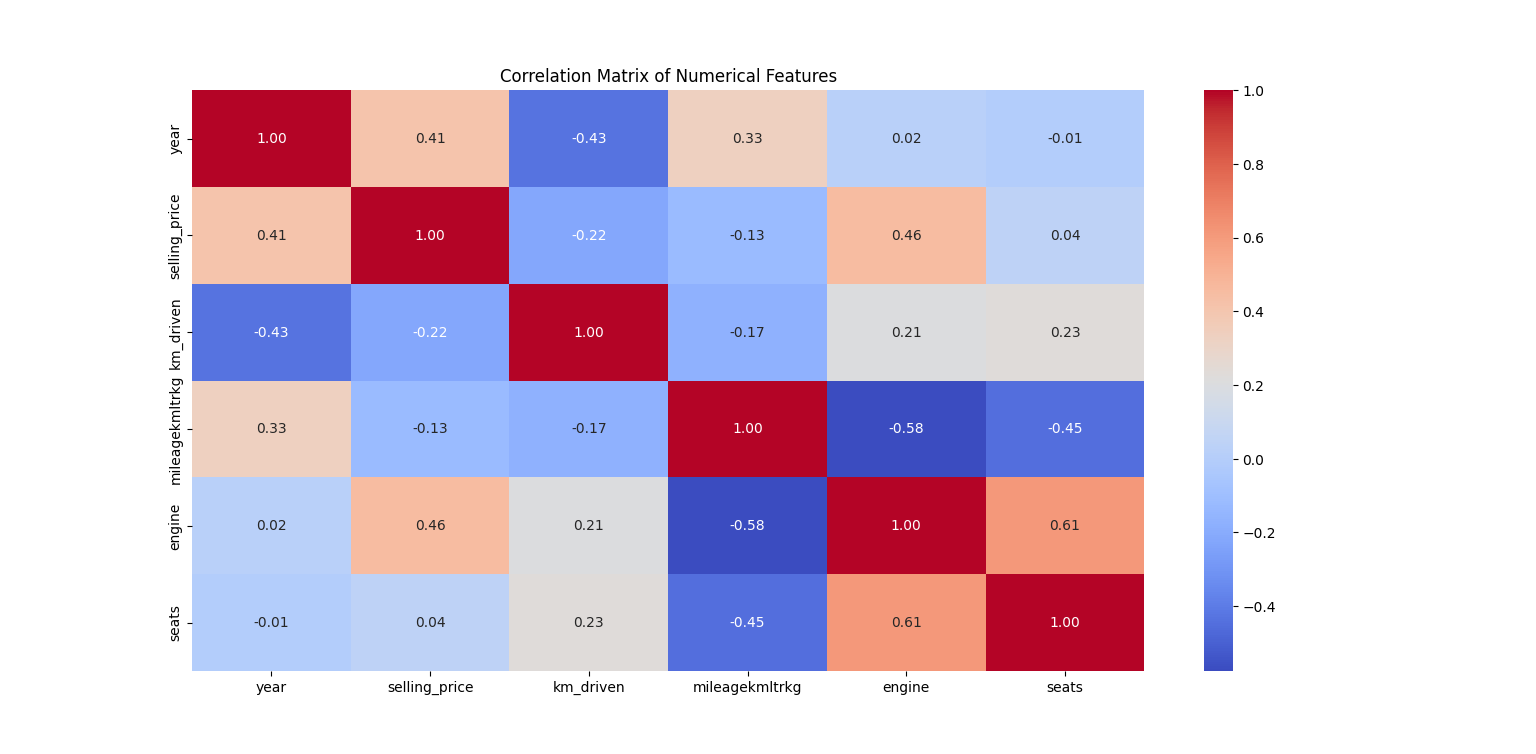 Correlation Matrix of Numerical Features
year 1.00 0.41 -0.43 0.33 0.02 -0.01
selling_price 0.41 1.00 -0.22 -0.13 0.46 0.04
km_driven -0.43 -0.22 1.00 -0.17 0.21 0.23
mileagekmltrkg 0.33 -0.13 -0.17 1.00 -0.58 -0.45
engine 0.02 0.46 0.21 -0.58 1.00 0.61
seats -0.01 0.04 0.23 -0.45 0.61 1.00
year selling_price km_driven mileagekmltrkg engine seats
1.0
0.8
0.6
0.4
0.2
0.0
−0.2
−0.4